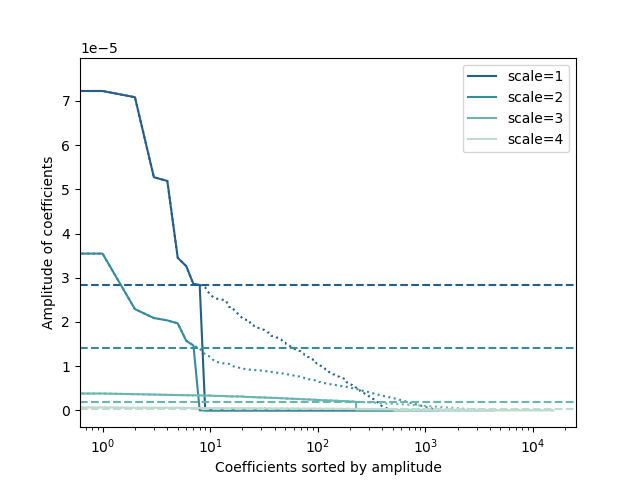 1e−5
scale=1
scale=2
scale=3
scale=4
7
6
5
4
3
2
1
0
Amplitude of coefficients
10⁰ 10¹ 10² 10³ 10⁴
Coefficients sorted by amplitude